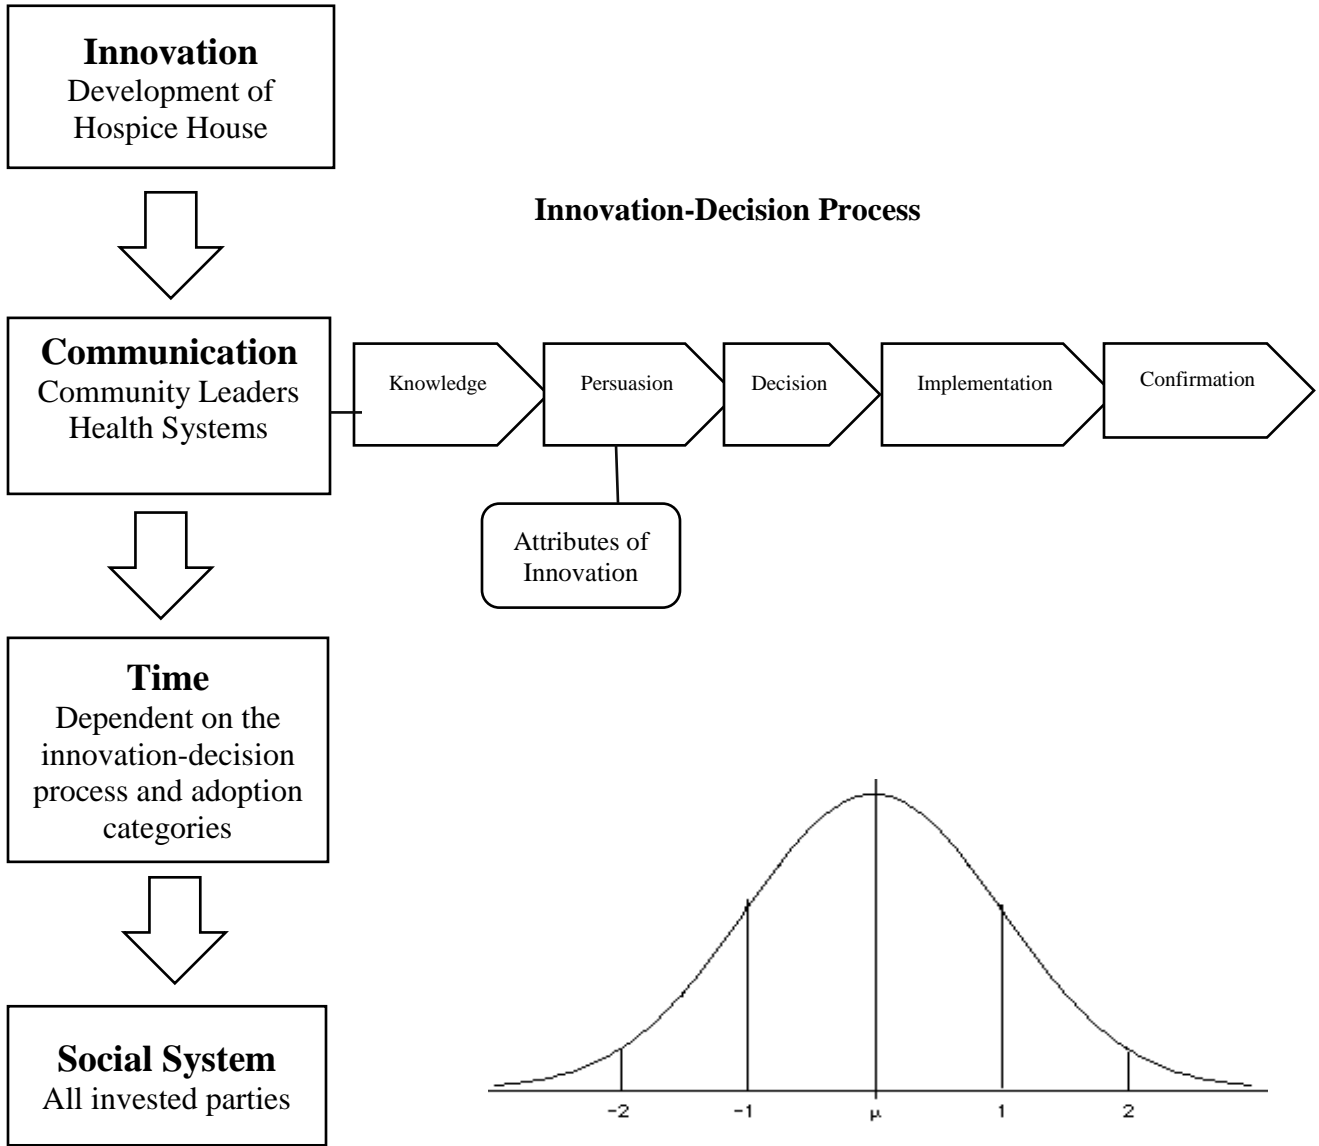 Innovation
Development of
Hospice House
Innovation-Decision Process
Communication
Community Leaders
Health Systems
Knowledge
Persuasion
Decision
Implementation
Confirmation
Attributes of
Innovation
Time
Dependent on the
innovation-decision
process and adoption
categories
Social System
All invested parties
-2 -1 μ 1 2